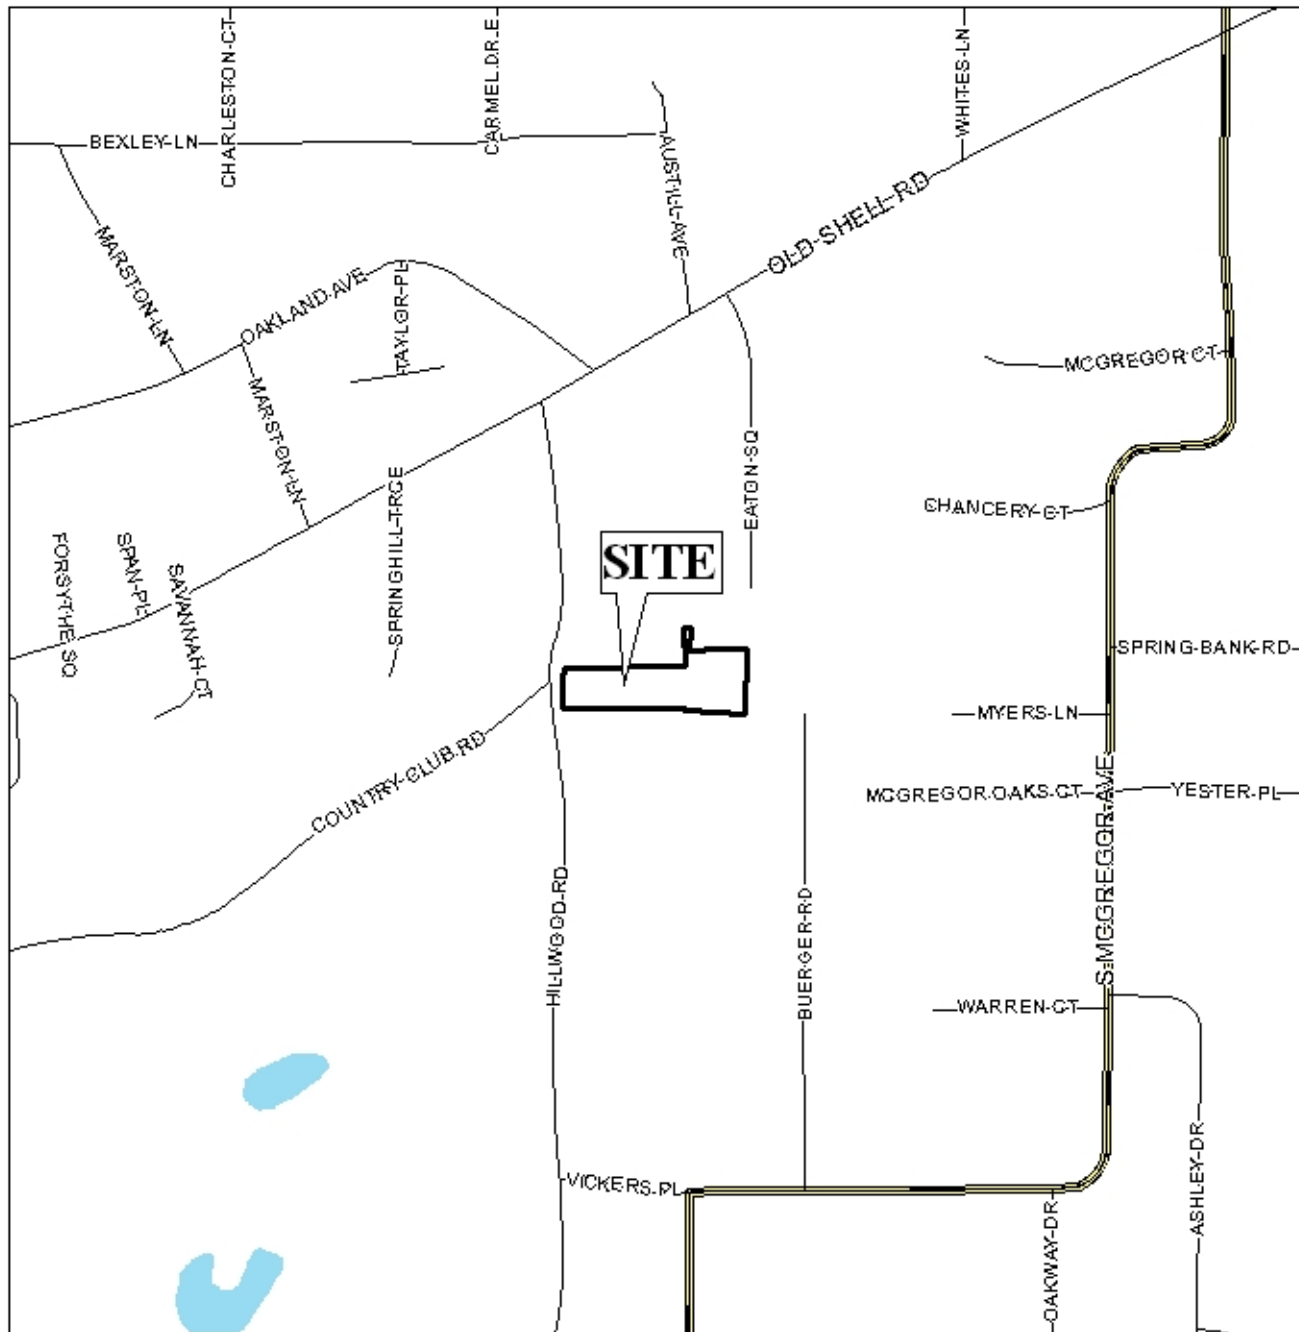 CHARLESTON CT
CARMEL DR E
WHITES LN
BEXLEY LN
AUSTILL AVE
OLD SHELL RD
MARSTON LN
OAKLAND AVE
TAYLOR PL
MCGREGOR CT
MARSTON LN
EATON SQ
SPRINGHILL TRCE
CHANCERY CT
FORSYTHE SQ
SPAN PL
SAVANNAH CT
SITE
SPRING BANK RD
MYERS LN
COUNTRY CLUB RD
MCGREGOR OAKS CT
YESTER PL
S MCGREGOR AVE
HILLWOOD RD
BUERGER RD
WARREN CT
VICKERS PL
ASHLEY DR
OAKWAY DR